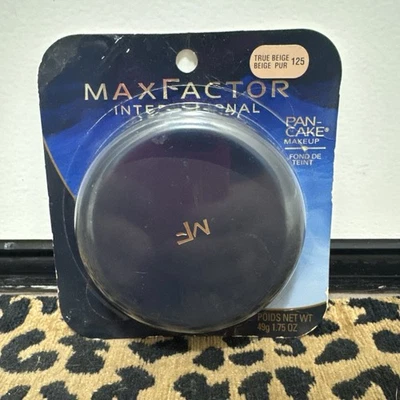 TRUE BEIGE
BEIGE PUR 125
MAXFACTOR
INTERNATIONAL
PAN-
CAKE®
MAKEUP
FOND DE
TEINT
MF
POIDS NET WT
49g 1.75 OZ